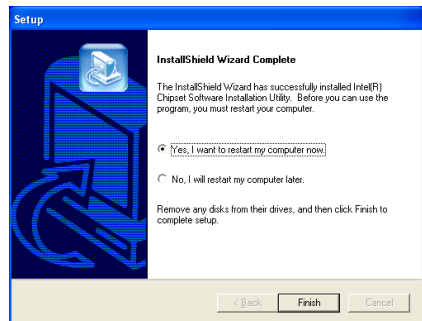 Setup
InstallShield Wizard Complete
The InstallShield Wizard has successfully installed Intel(R)
Chipset Software Installation Utility. Before you can use the
program, you must restart your computer.
Yes, I want to restart my computer now.
No, I will restart my computer later.
Remove any disks from their drives, and then click Finish to
complete setup.
< Back Finish Cancel